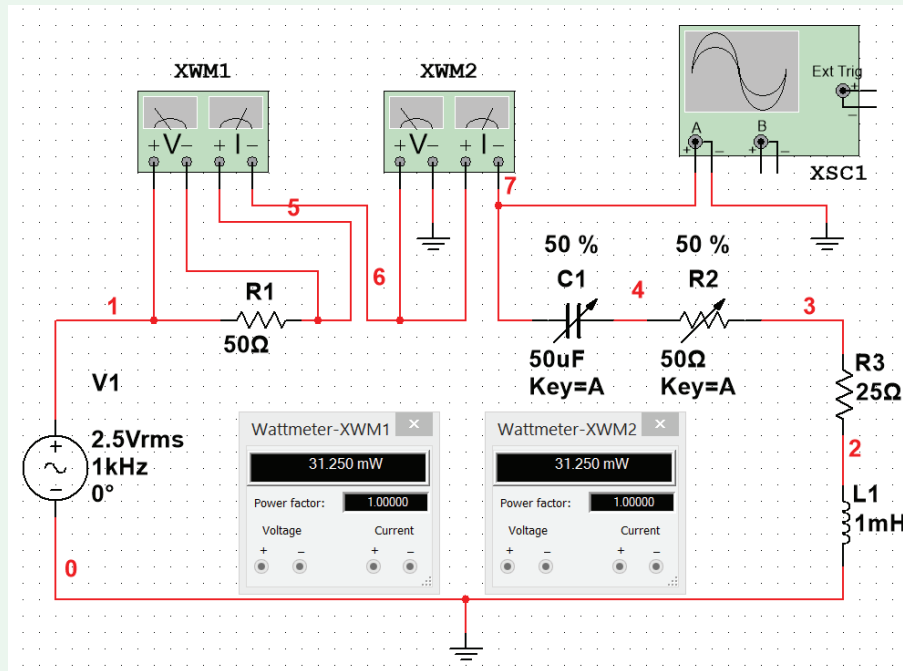 XWM1
XWM2
Ext Trig
+
−
A
B
+ − + −
XSC1
V I
+ − + −
V I
+ − + −
5
7
6
50 %
C1
50uF
Key=A
4
50 %
R2
50Ω
Key=A
3
1
R1
50Ω
R3
25Ω
2
L1
1mH
V1
+
−
2.5Vrms
1kHz
0°
0
Wattmeter-XWM1 ×
31.250 mW
Power factor: 1.00000
Voltage Current
+ − + −
Wattmeter-XWM2 ×
31.250 mW
Power factor: 1.00000
Voltage Current
+ − + −